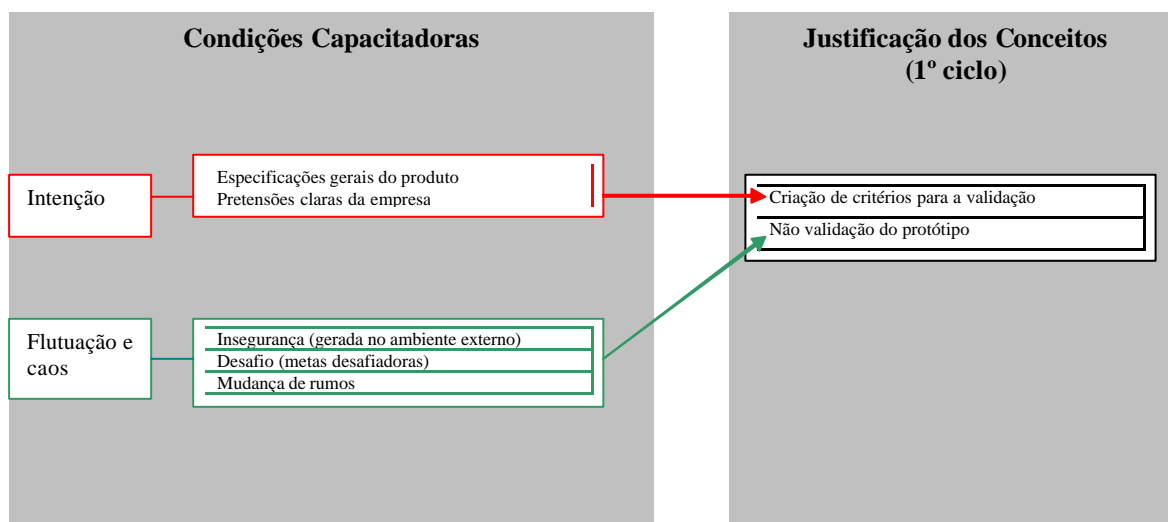 Condições Capacitadoras
Justificação dos Conceitos
(1º ciclo)
Intenção
Especificações gerais do produto
Pretensões claras da empresa
Criação de critérios para a validação
Não validação do protótipo
Flutuação e
caos
Insegurança (gerada no ambiente externo)
Desafio (metas desafiadoras)
Mudança de rumos